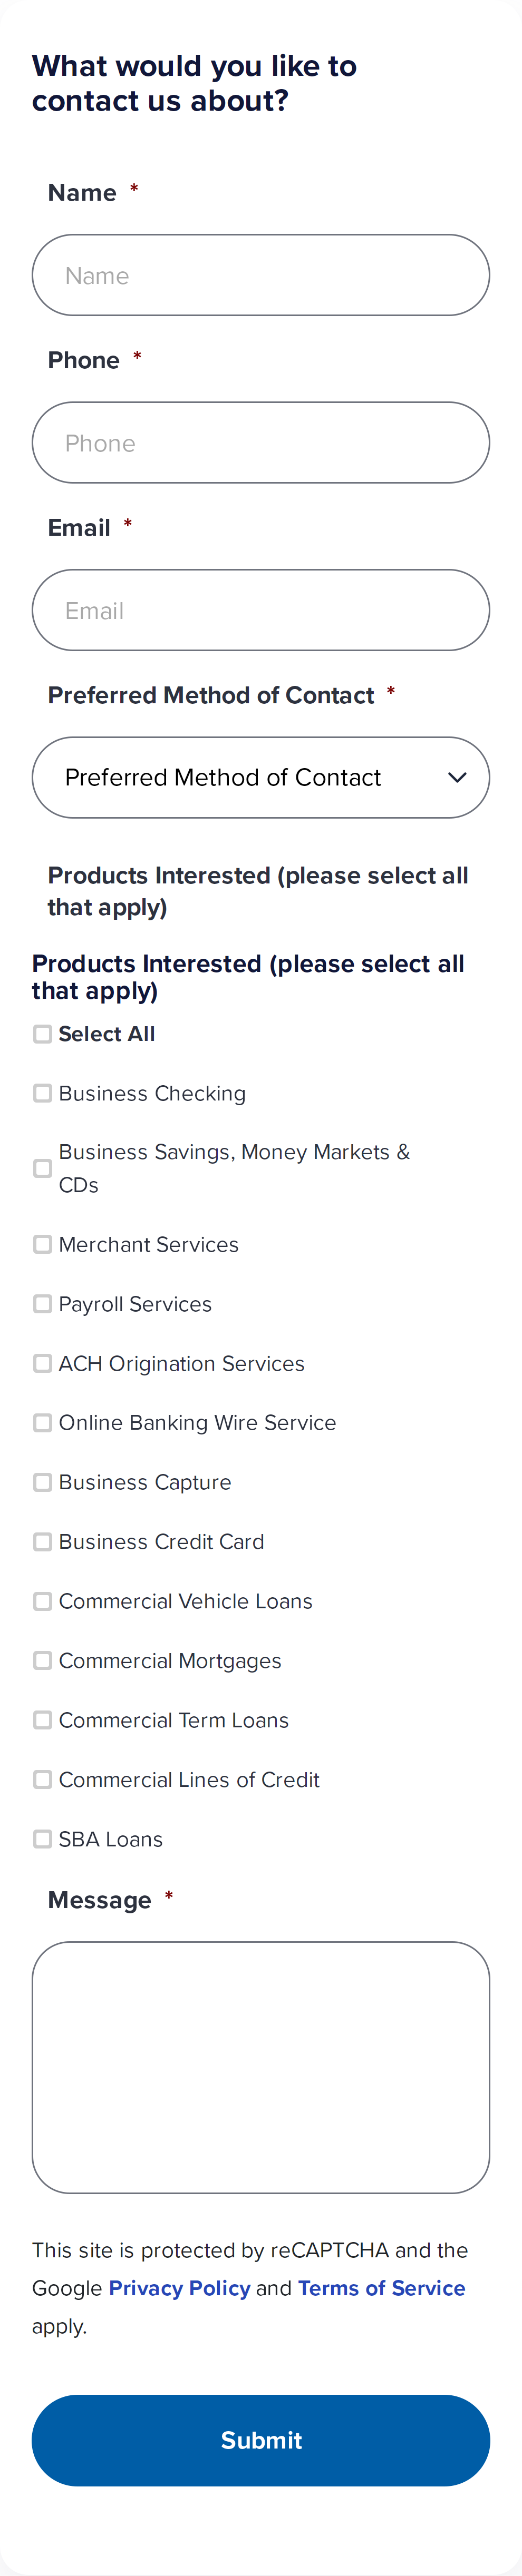 What would you like to
contact us about?
Name *
Name
Phone *
Phone
Email *
Email
Preferred Method of Contact *
Preferred Method of Contact
Products Interested (please select all
that apply)
Products Interested (please select all
that apply)
Select All
Business Checking
Business Savings, Money Markets &
CDs
Merchant Services
Payroll Services
ACH Origination Services
Online Banking Wire Service
Business Capture
Business Credit Card
Commercial Vehicle Loans
Commercial Mortgages
Commercial Term Loans
Commercial Lines of Credit
SBA Loans
Message *
This site is protected by reCAPTCHA and the
Google Privacy Policy and Terms of Service
apply.
Submit